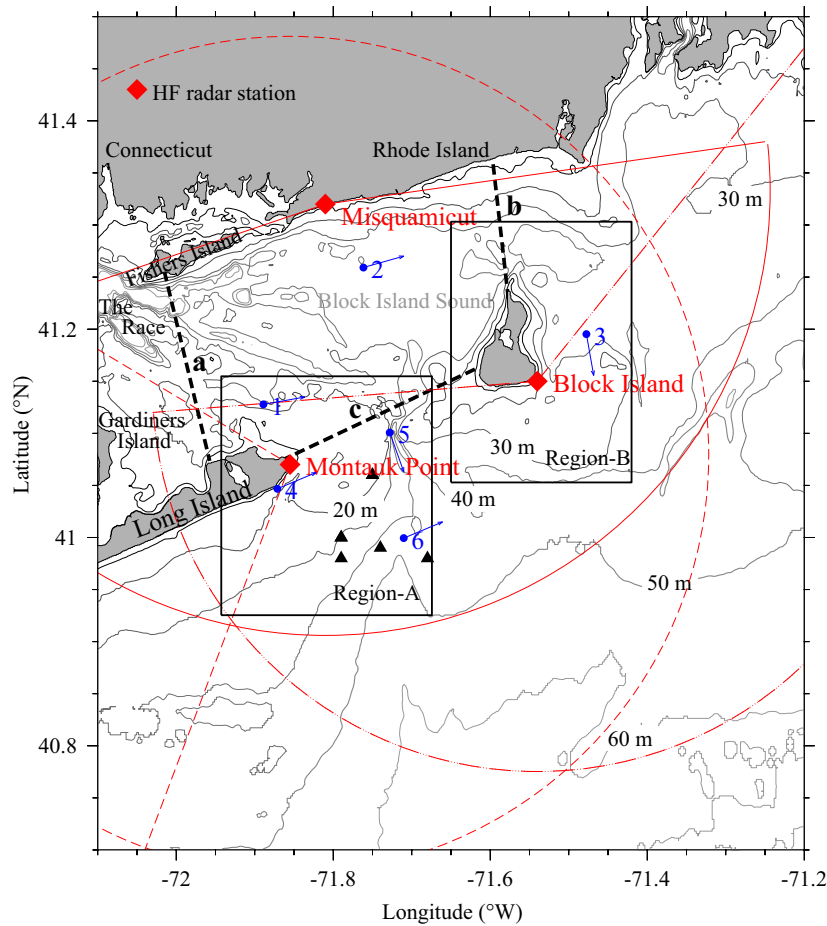 HF radar station
41.4
Connecticut
Rhode Island
30 m
Misquamicut
b
Fishers Island
2
Block Island Sound
The
Race
41.2
3
a
Block Island
c
1
Gardiners
Island
5
30 m
Region-B
Montauk Point
4
40 m
Long Island
20 m
6
41
50 m
Region-A
60 m
40.8
-72
-71.8
-71.6
-71.4
-71.2
Longitude (°W)
Latitude (°N)